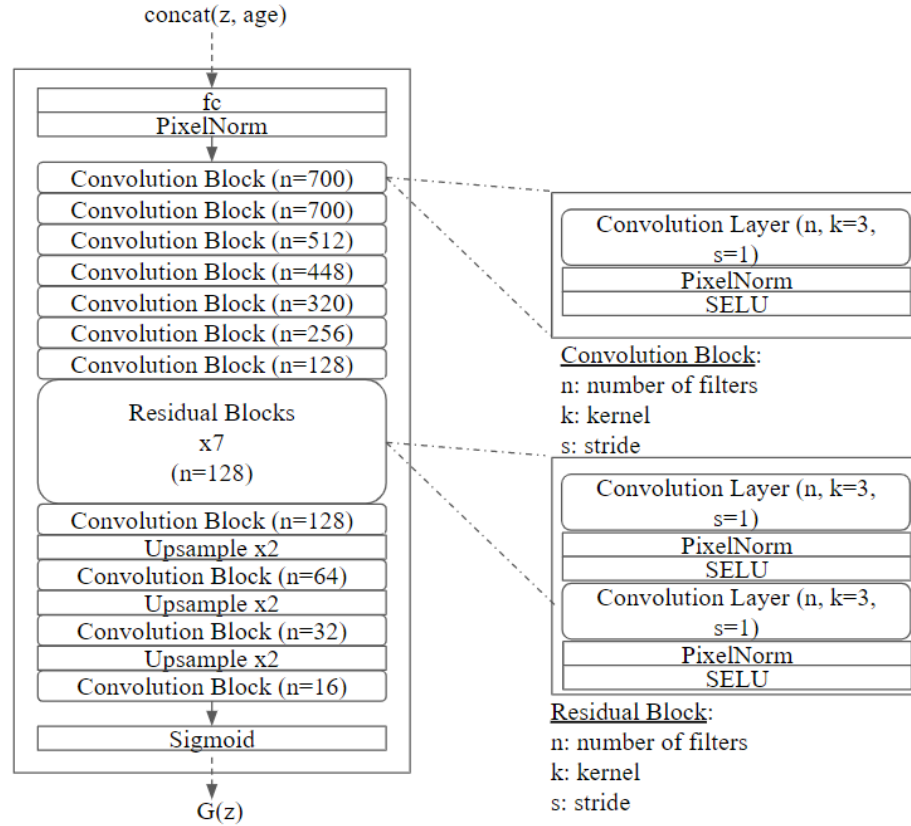 concat(z, age)
fc
PixelNorm
Convolution Block (n=700)
Convolution Block (n=700)
Convolution Block (n=512)
Convolution Block (n=448)
Convolution Block (n=320)
Convolution Block (n=256)
Convolution Block (n=128)
Residual Blocks
x7
(n=128)
Convolution Block (n=128)
Upsample x2
Convolution Block (n=64)
Upsample x2
Convolution Block (n=32)
Upsample x2
Convolution Block (n=16)
Sigmoid
G(z)
Convolution Layer (n, k=3,
s=1)
PixelNorm
SELU
Convolution Block:
n: number of filters
k: kernel
s: stride
Convolution Layer (n, k=3,
s=1)
PixelNorm
SELU
Convolution Layer (n, k=3,
s=1)
PixelNorm
SELU
Residual Block:
n: number of filters
k: kernel
s: stride